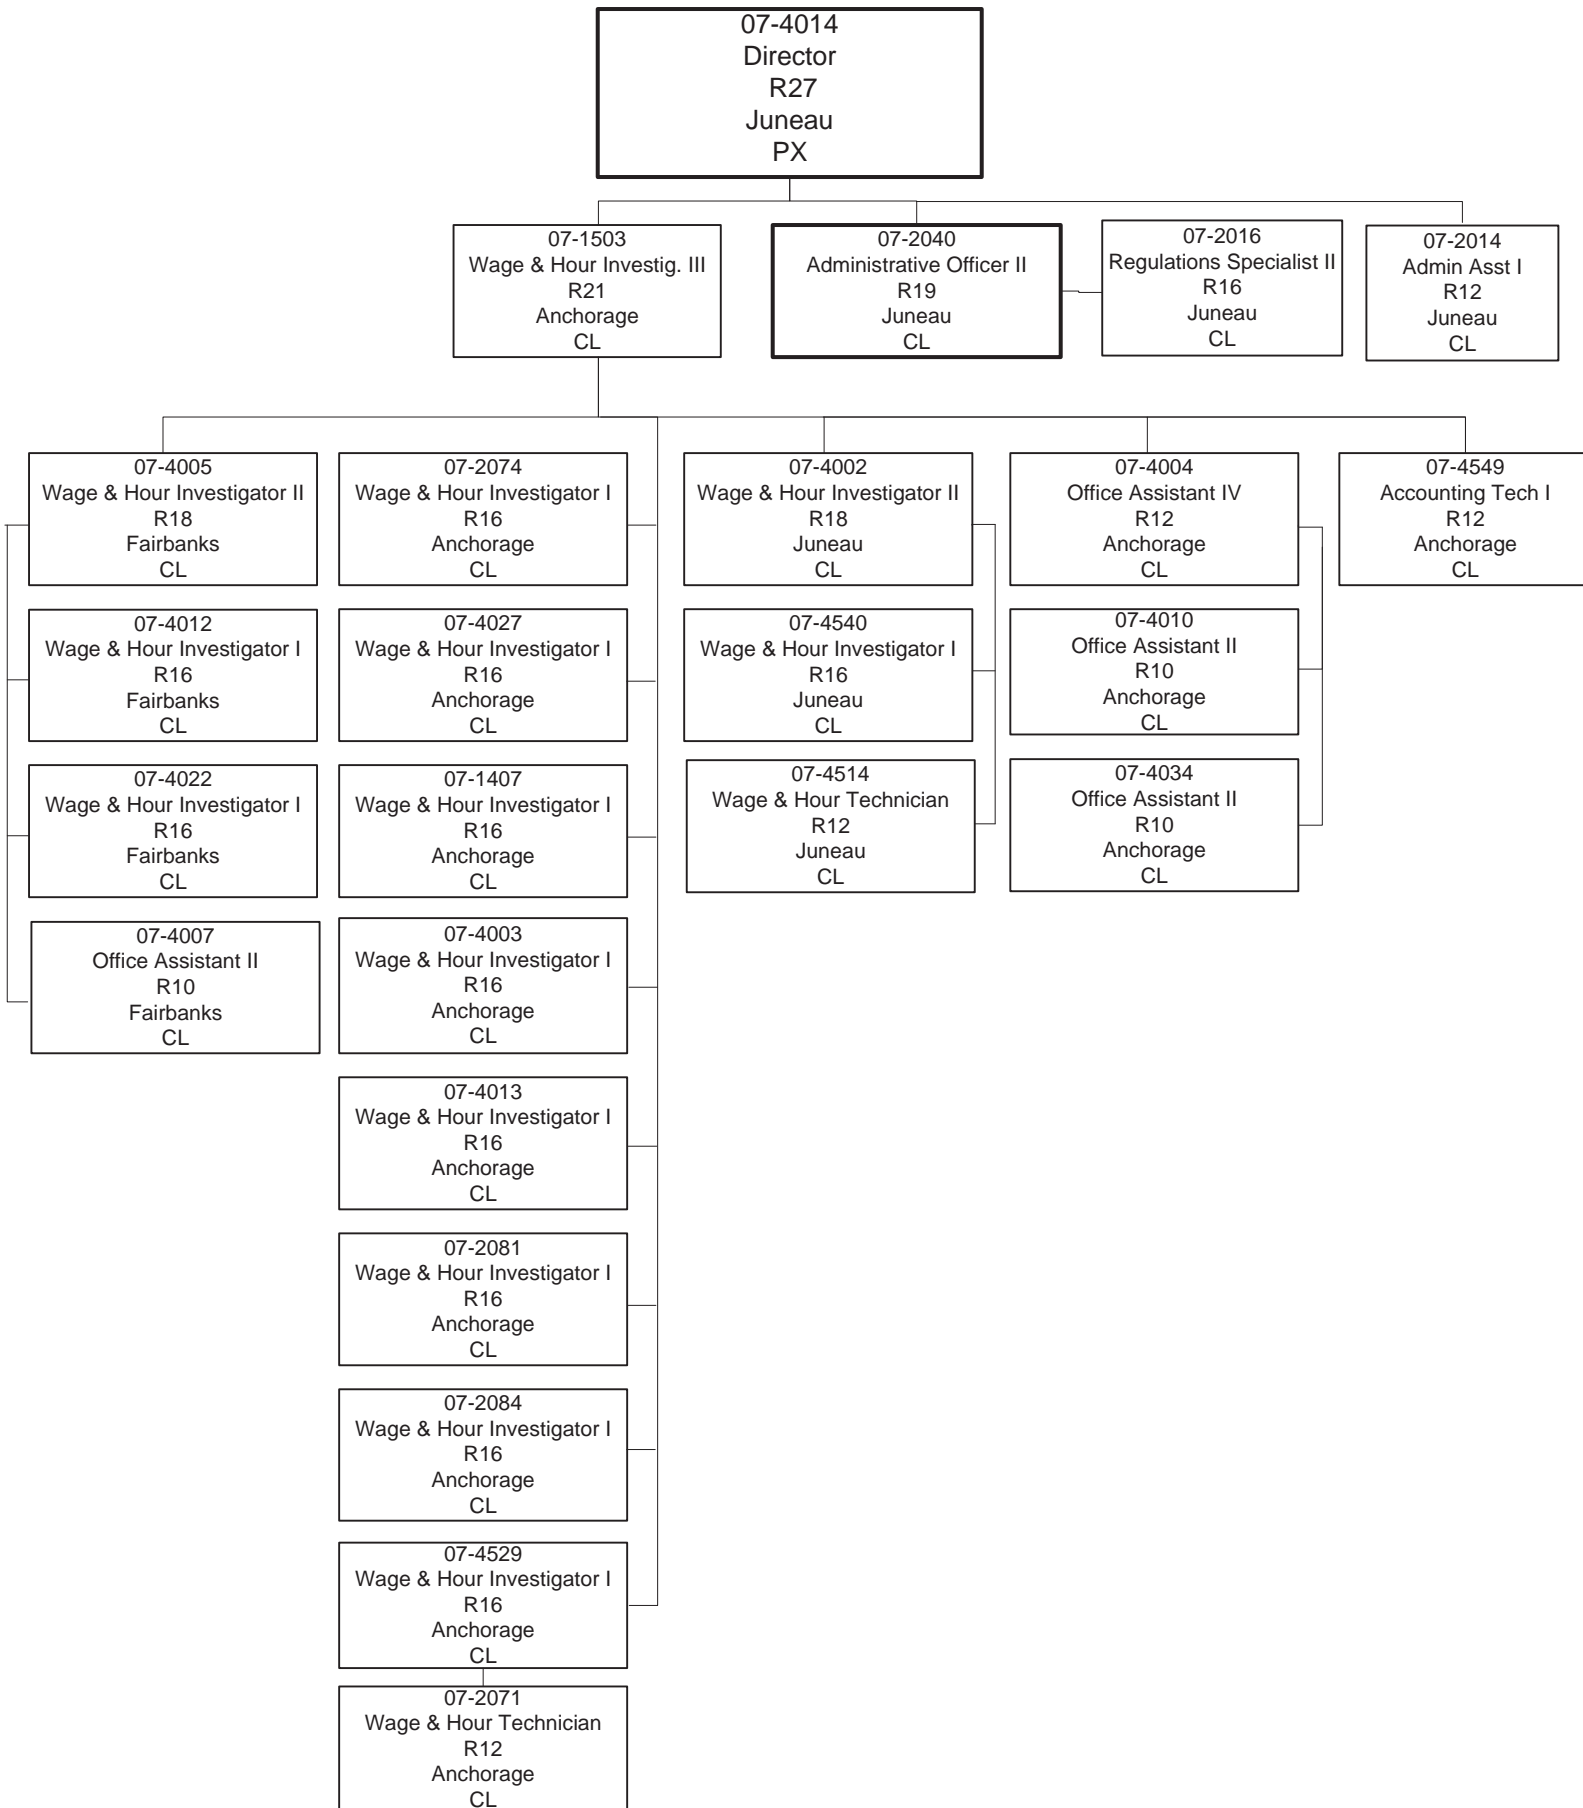 07-4014
Director
R27
Juneau
PX
07-1503
Wage & Hour Investig. III
R21
Anchorage
CL
07-2040
Administrative Officer II
R19
Juneau
CL
07-2016
Regulations Specialist II
R16
Juneau
CL
07-2014
Admin Asst I
R12
Juneau
CL
07-4005
Wage & Hour Investigator II
R18
Fairbanks
CL
07-4012
Wage & Hour Investigator I
R16
Fairbanks
CL
07-4022
Wage & Hour Investigator I
R16
Fairbanks
CL
07-4007
Office Assistant II
R10
Fairbanks
CL
07-2074
Wage & Hour Investigator I
R16
Anchorage
CL
07-4027
Wage & Hour Investigator I
R16
Anchorage
CL
07-1407
Wage & Hour Investigator I
R16
Anchorage
CL
07-4003
Wage & Hour Investigator I
R16
Anchorage
CL
07-4013
Wage & Hour Investigator I
R16
Anchorage
CL
07-2081
Wage & Hour Investigator I
R16
Anchorage
CL
07-2084
Wage & Hour Investigator I
R16
Anchorage
CL
07-4529
Wage & Hour Investigator I
R16
Anchorage
CL
07-2071
Wage & Hour Technician
R12
Anchorage
CL
07-4002
Wage & Hour Investigator II
R18
Juneau
CL
07-4540
Wage & Hour Investigator I
R16
Juneau
CL
07-4514
Wage & Hour Technician
R12
Juneau
CL
07-4004
Office Assistant IV
R12
Anchorage
CL
07-4010
Office Assistant II
R10
Anchorage
CL
07-4034
Office Assistant II
R10
Anchorage
CL
07-4549
Accounting Tech I
R12
Anchorage
CL